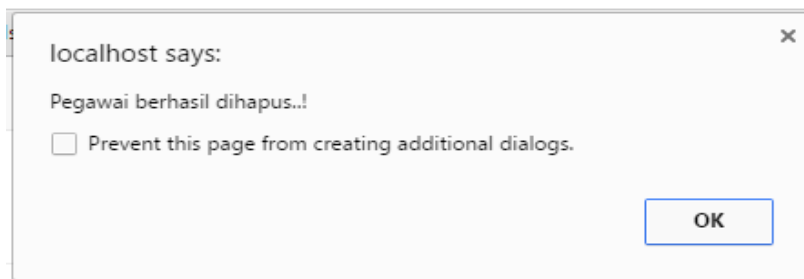 localhost says:
Pegawai berhasil dihapus..!
Prevent this page from creating additional dialogs.
OK